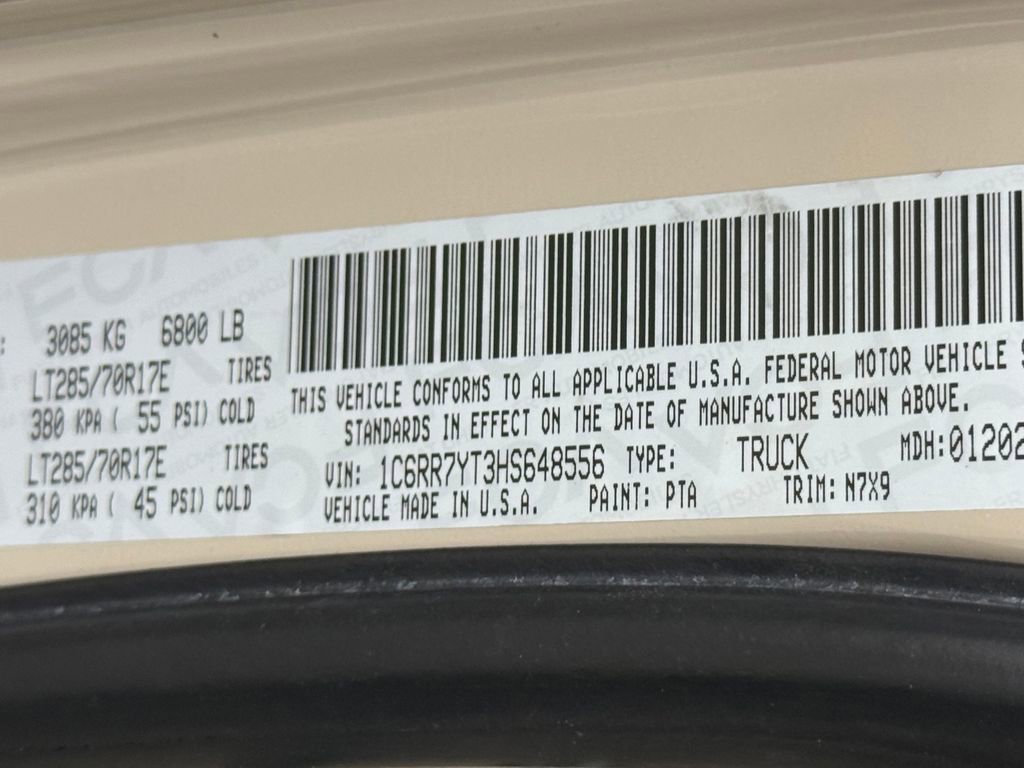 : 3085 KG 6800 LB
LT285/70R17E TIRES
380 KPA ( 55 PSI) COLD
LT285/70R17E TIRES
310 KPA ( 45 PSI) COLD
THIS VEHICLE CONFORMS TO ALL APPLICABLE U.S.A. FEDERAL MOTOR VEHICLE S
STANDARDS IN EFFECT ON THE DATE OF MANUFACTURE SHOWN ABOVE.
VIN: 1C6RR7YT3HS648556 TYPE: TRUCK MDH:01202
VEHICLE MADE IN U.S.A. PAINT: PTA TRIM: N7X9